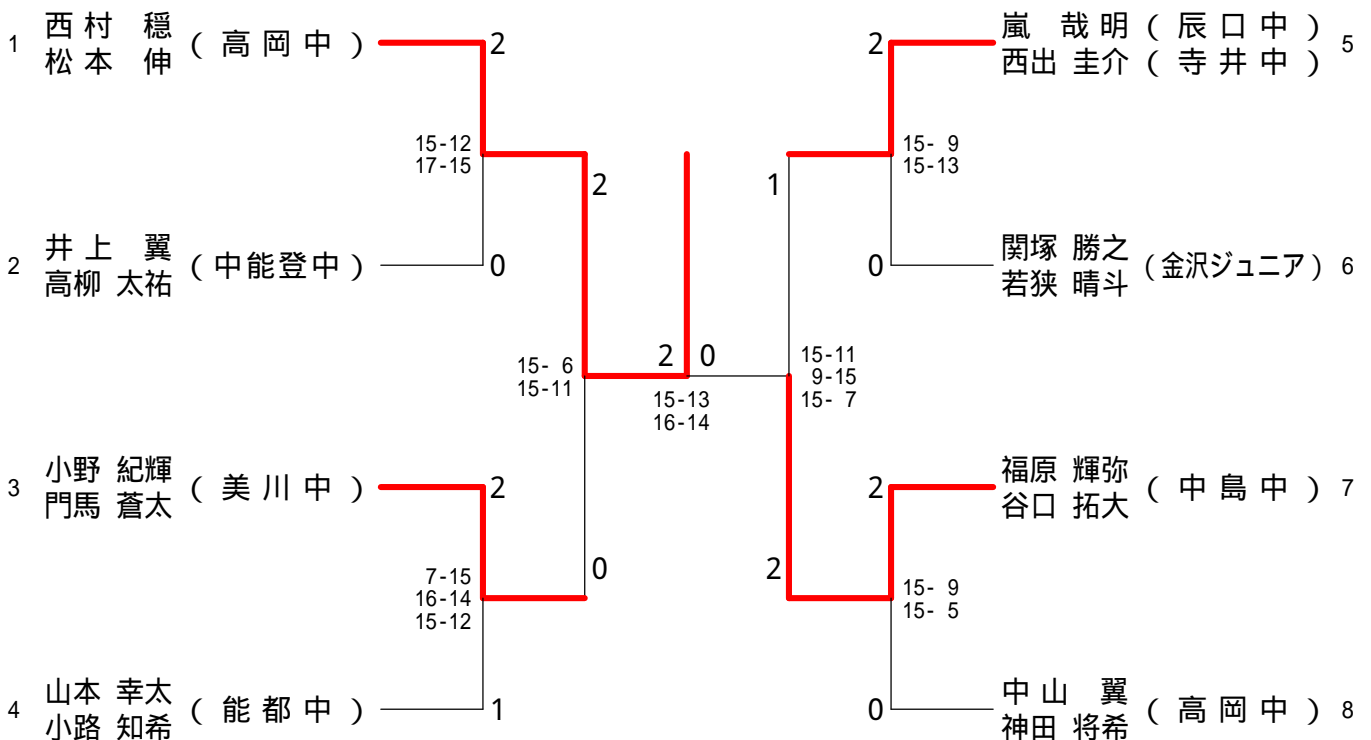 1 西村 穏 (高岡中) 2
松本 伸
15-12
17-15
2 井上 翼 (中能登中) 0
高柳 太祐
2
15- 6
15-11
3 小野 紀輝 (美川中) 2
門馬 蒼太
0
7-15
16-14
15-12
4 山本 幸太 (能都中) 1
小路 知希
2 0
15-13
16-14
2 嵐 哉明 (辰口中) 5
西出 圭介 (寺井中)
15- 9
15-13
1
0 関塚 勝之 (金沢ジュニア) 6
若狭 晴斗
15-11
9-15
15- 7
2 福原 輝弥 (中島中) 7
谷口 拓大
2
15- 9
15- 5
0 中山 翼 (高岡中) 8
神田 将希